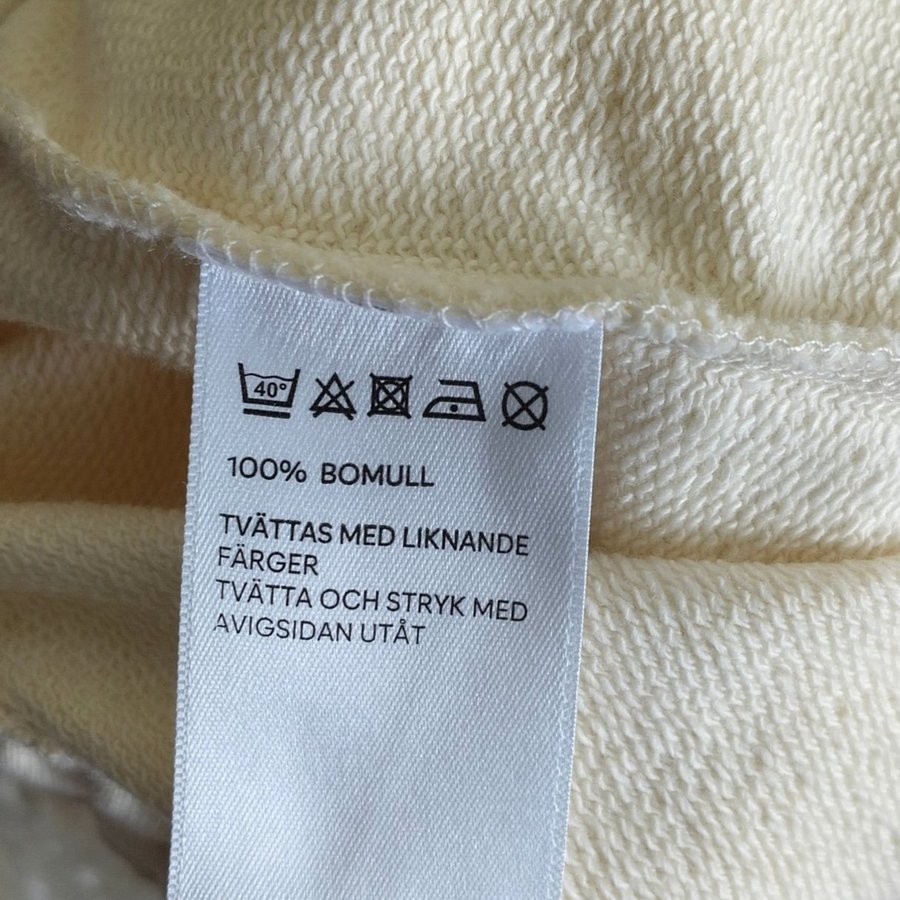 40°
100% BOMULL
TVÄTTAS MED LIKNANDE
FÄRGER
TVÄTTA OCH STRYK MED
AVIGSIDAN UTÅT